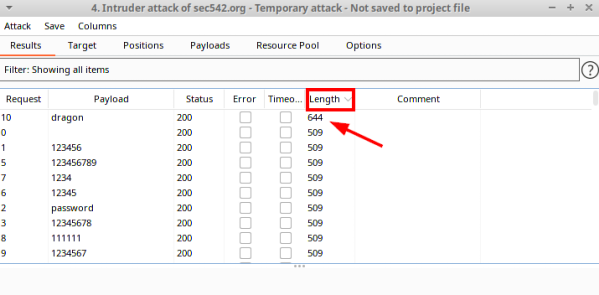 4. Intruder attack of sec542.org - Temporary attack - Not saved to project file
Attack Save Columns
Results Target Positions Payloads Resource Pool Options
Filter: Showing all items ?
Request Payload Status Error Timeo... Length Comment
10 dragon 200 644
0 200 509
1 123456 200 509
5 123456789 200 509
7 1234 200 509
6 12345 200 509
2 password 200 509
3 12345678 200 509
8 111111 200 509
9 1234567 200 509